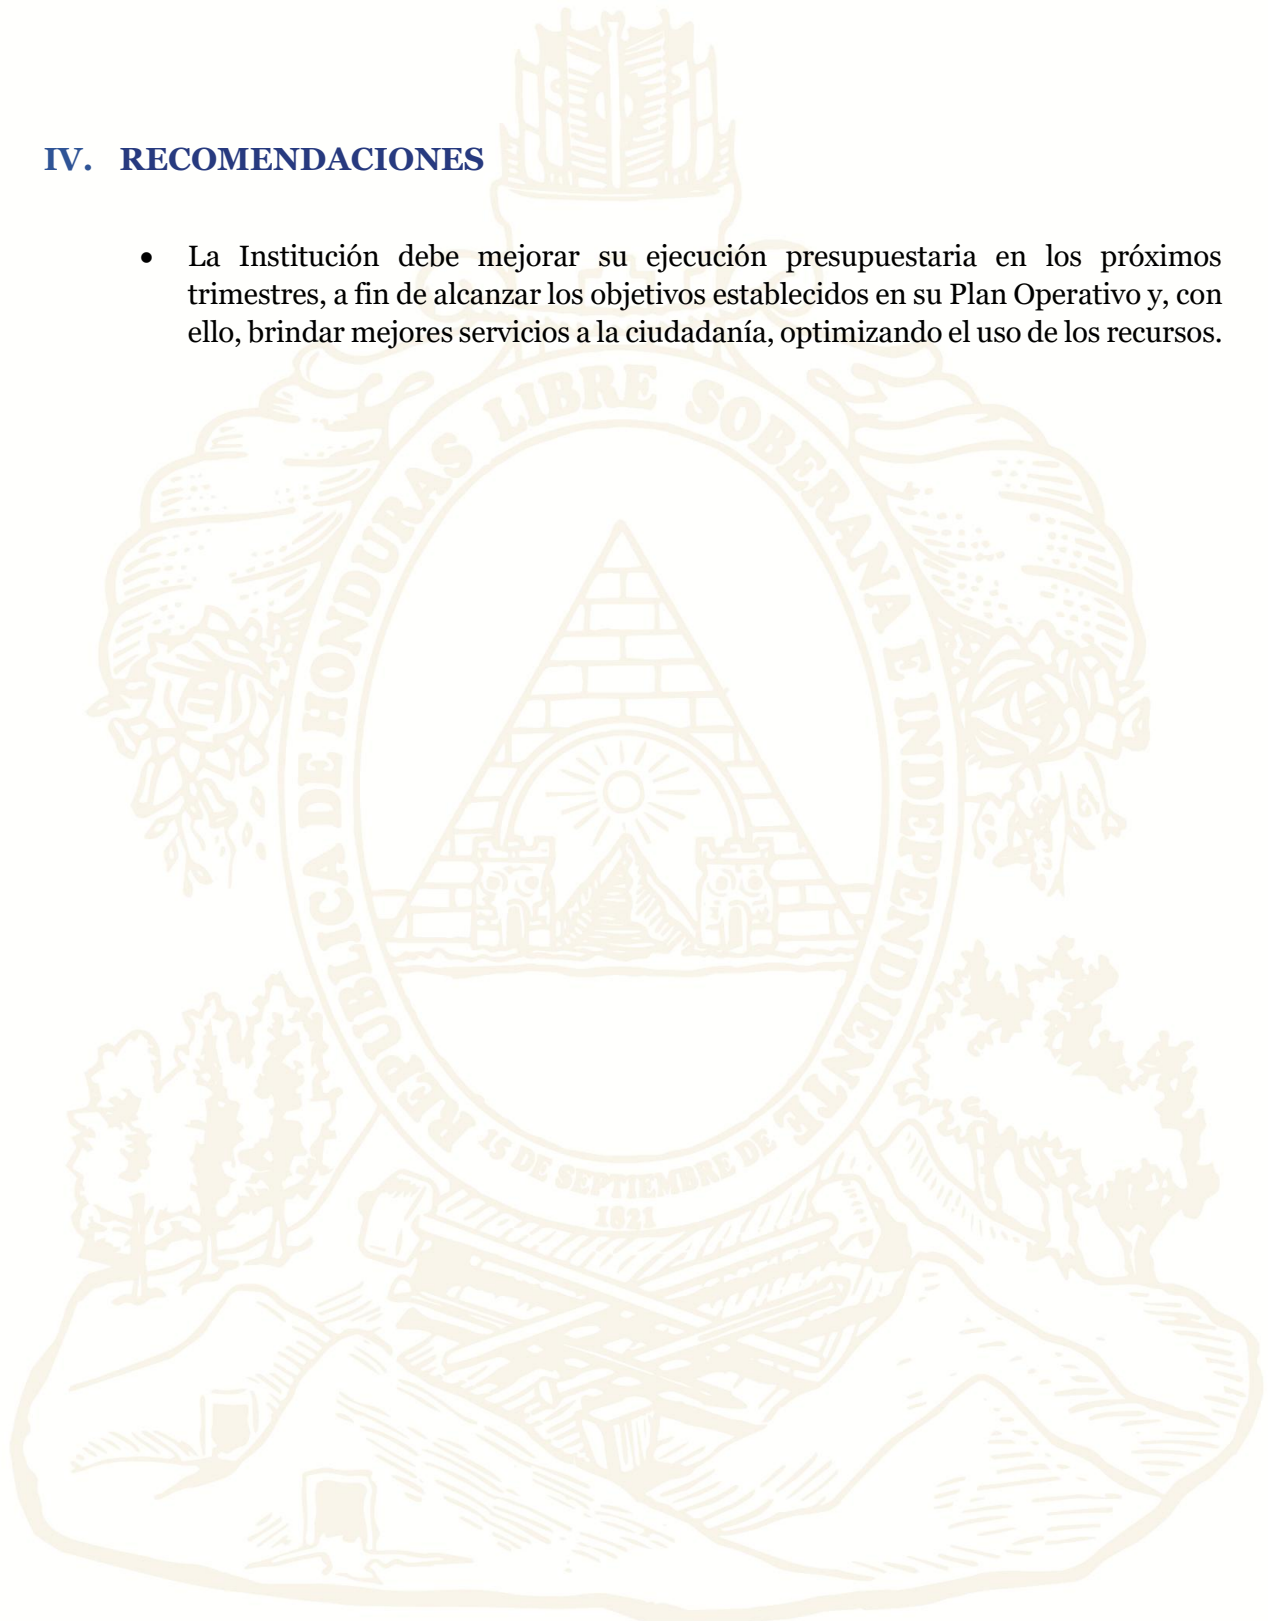 IV. RECOMENDACIONES
• La Institución debe mejorar su ejecución presupuestaria en los próximos
trimestres, a fin de alcanzar los objetivos establecidos en su Plan Operativo y, con
ello, brindar mejores servicios a la ciudadanía, optimizando el uso de los recursos.
REPUBLICA DE HONDURAS LIBRE SOBERANA E INDEPENDIENTE
15 DE SEPTIEMBRE DE
1821